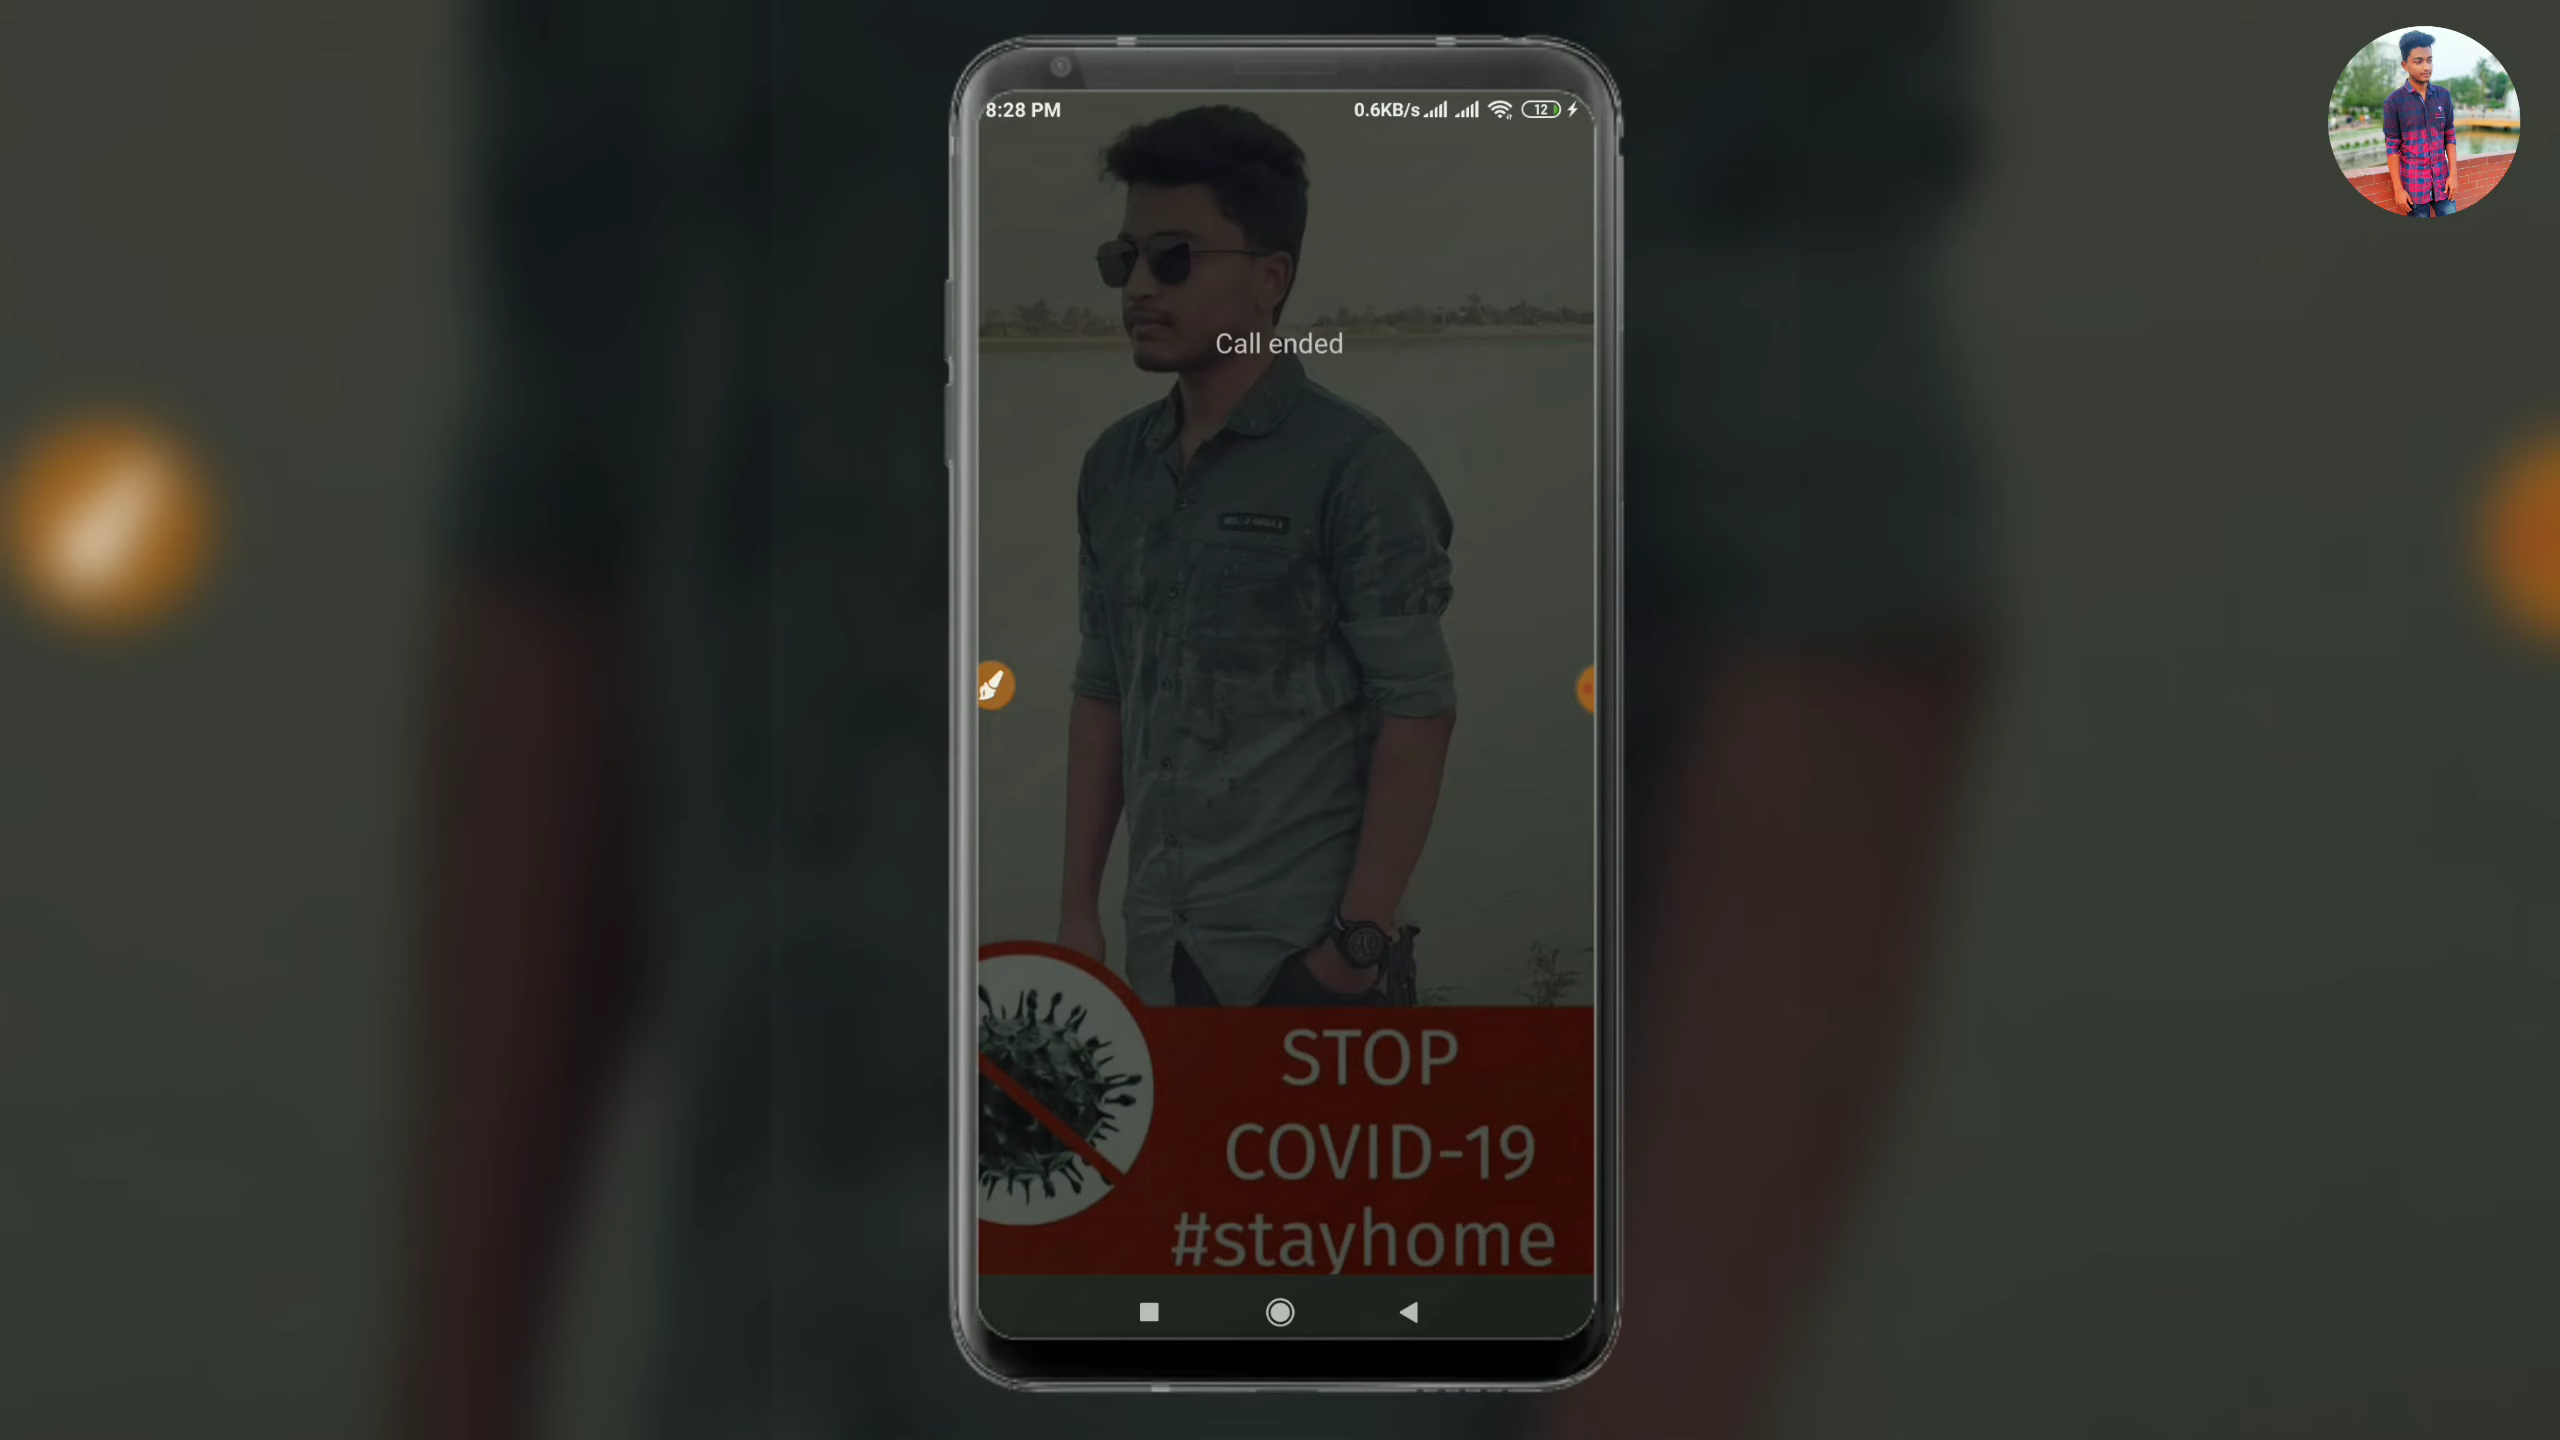 8:28 PM
0.6KB/s
12
Call ended
STOP
COVID-19
#stayhome